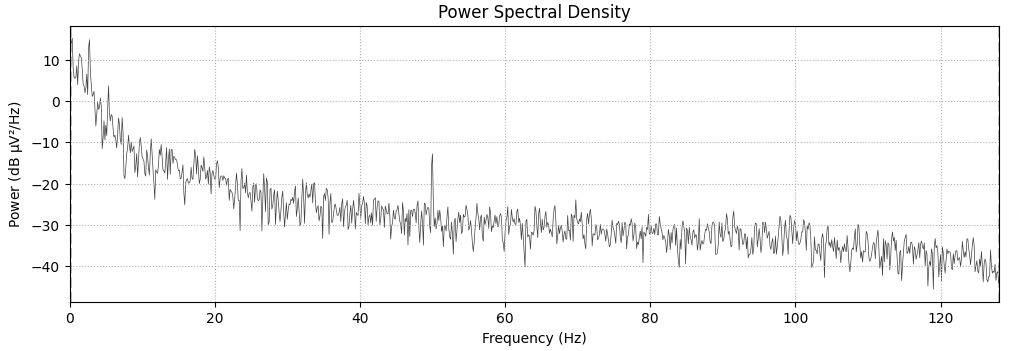 Power Spectral Density
Power (dB µV²/Hz)
10
0
−10
−20
−30
−40
0 20 40 60 80 100 120
Frequency (Hz)